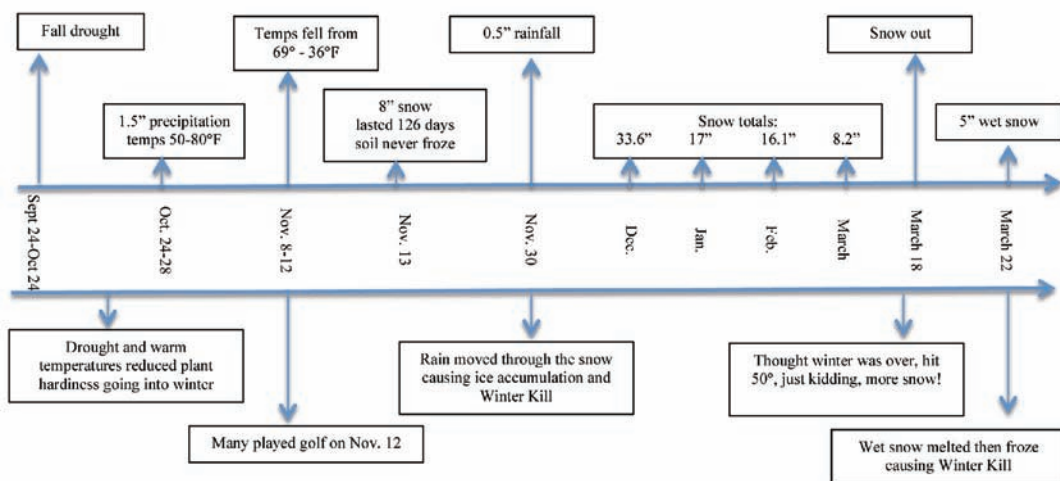 Fall drought
Temps fell from
69° - 36°F
0.5” rainfall
Snow out
1.5” precipitation
temps 50-80°F
8” snow
lasted 126 days
soil never froze
Snow totals:
33.6” 17” 16.1” 8.2”
5” wet snow
Sept 24-Oct 24
Oct. 24-28
Nov. 8-12
Nov. 13
Nov. 30
Dec.
Jan.
Feb.
March
March 18
March 22
Drought and warm
temperatures reduced plant
hardiness going into winter
Many played golf on Nov. 12
Rain moved through the snow
causing ice accumulation and
Winter Kill
Thought winter was over, hit
50°, just kidding, more snow!
Wet snow melted then froze
causing Winter Kill